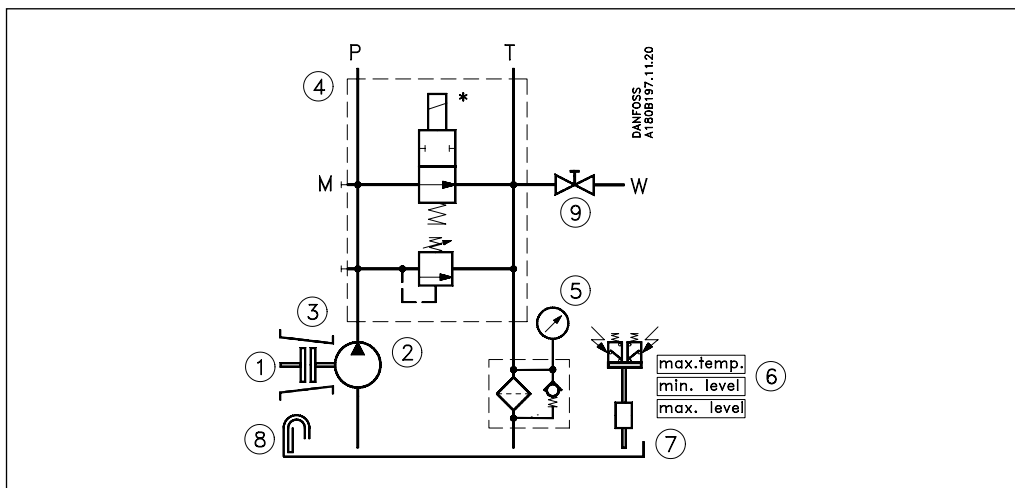 P
T
4
*
DANFOSS
A180B197.11.20
M
W
9
5
3
2
1
max.temp.
min. level
max. level
6
8
7